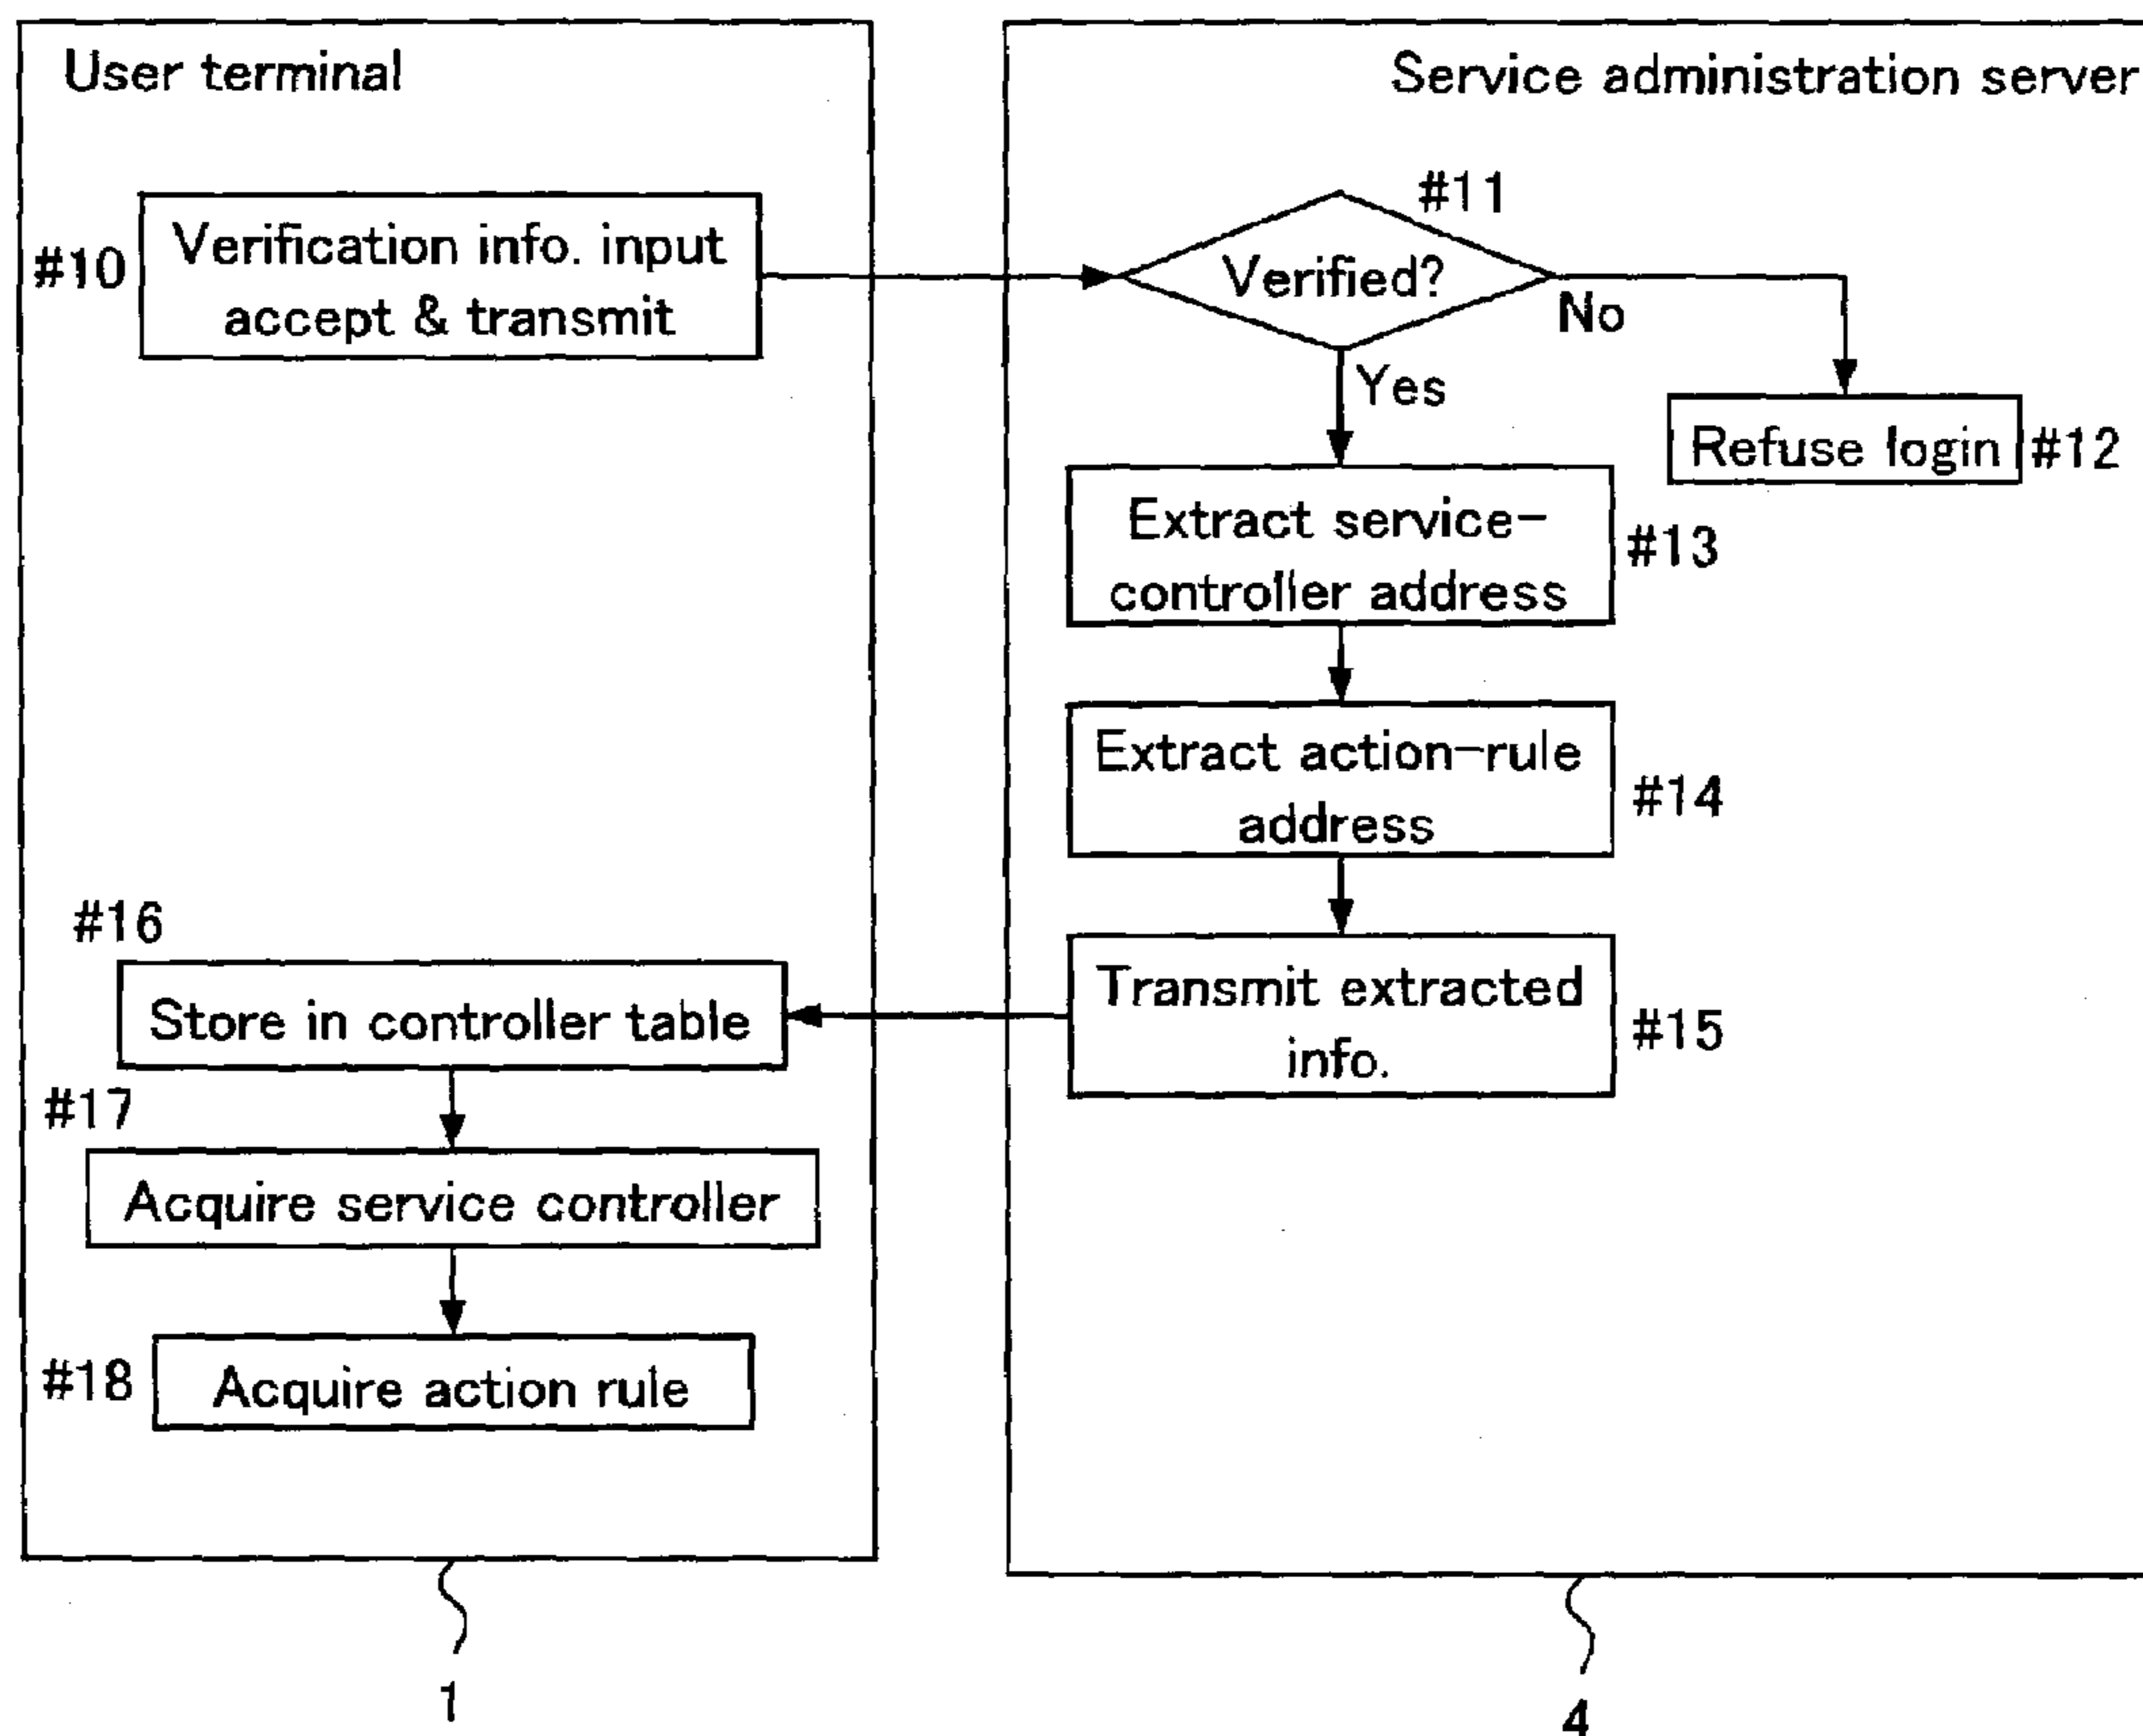 User terminal
Service administration server
#10
Verification info. input
accept & transmit
#11
Verified?
No
Yes
Refuse login
#12
Extract service-
controller address
#13
Extract action-rule
address
#14
Transmit extracted
info.
#15
#16
Store in controller table
#17
Acquire service controller
#18
Acquire action rule
1
4